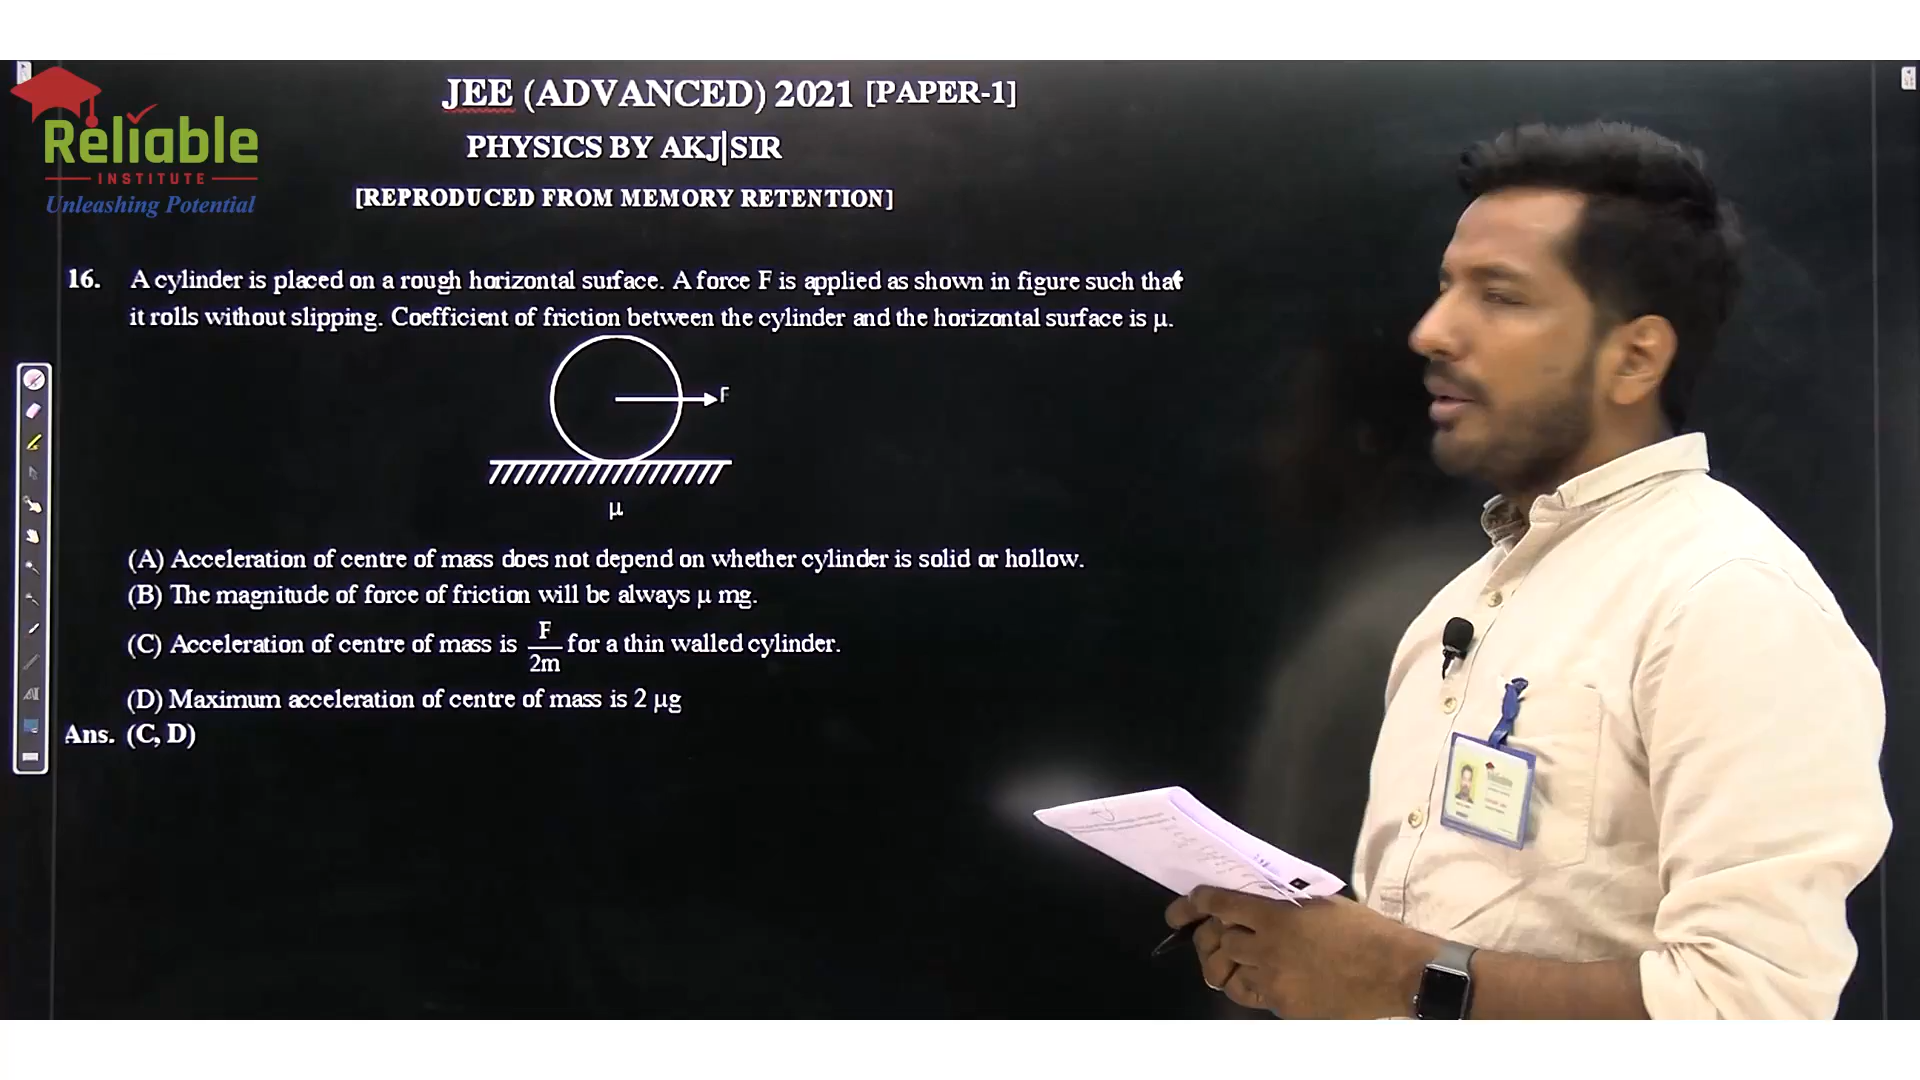 Reliable
INSTITUTE
Unleashing Potential
JEE (ADVANCED) 2021 [PAPER-1]
PHYSICS BY AKJ SIR
[REPRODUCED FROM MEMORY RETENTION]
16. A cylinder is placed on a rough horizontal surface. A force F is applied as shown in figure such that
it rolls without slipping. Coefficient of friction between the cylinder and the horizontal surface is µ.
F
µ
(A) Acceleration of centre of mass does not depend on whether cylinder is solid or hollow.
(B) The magnitude of force of friction will be always µ mg.
(C) Acceleration of centre of mass is F/2m for a thin walled cylinder.
(D) Maximum acceleration of centre of mass is 2 µg
Ans. (C, D)